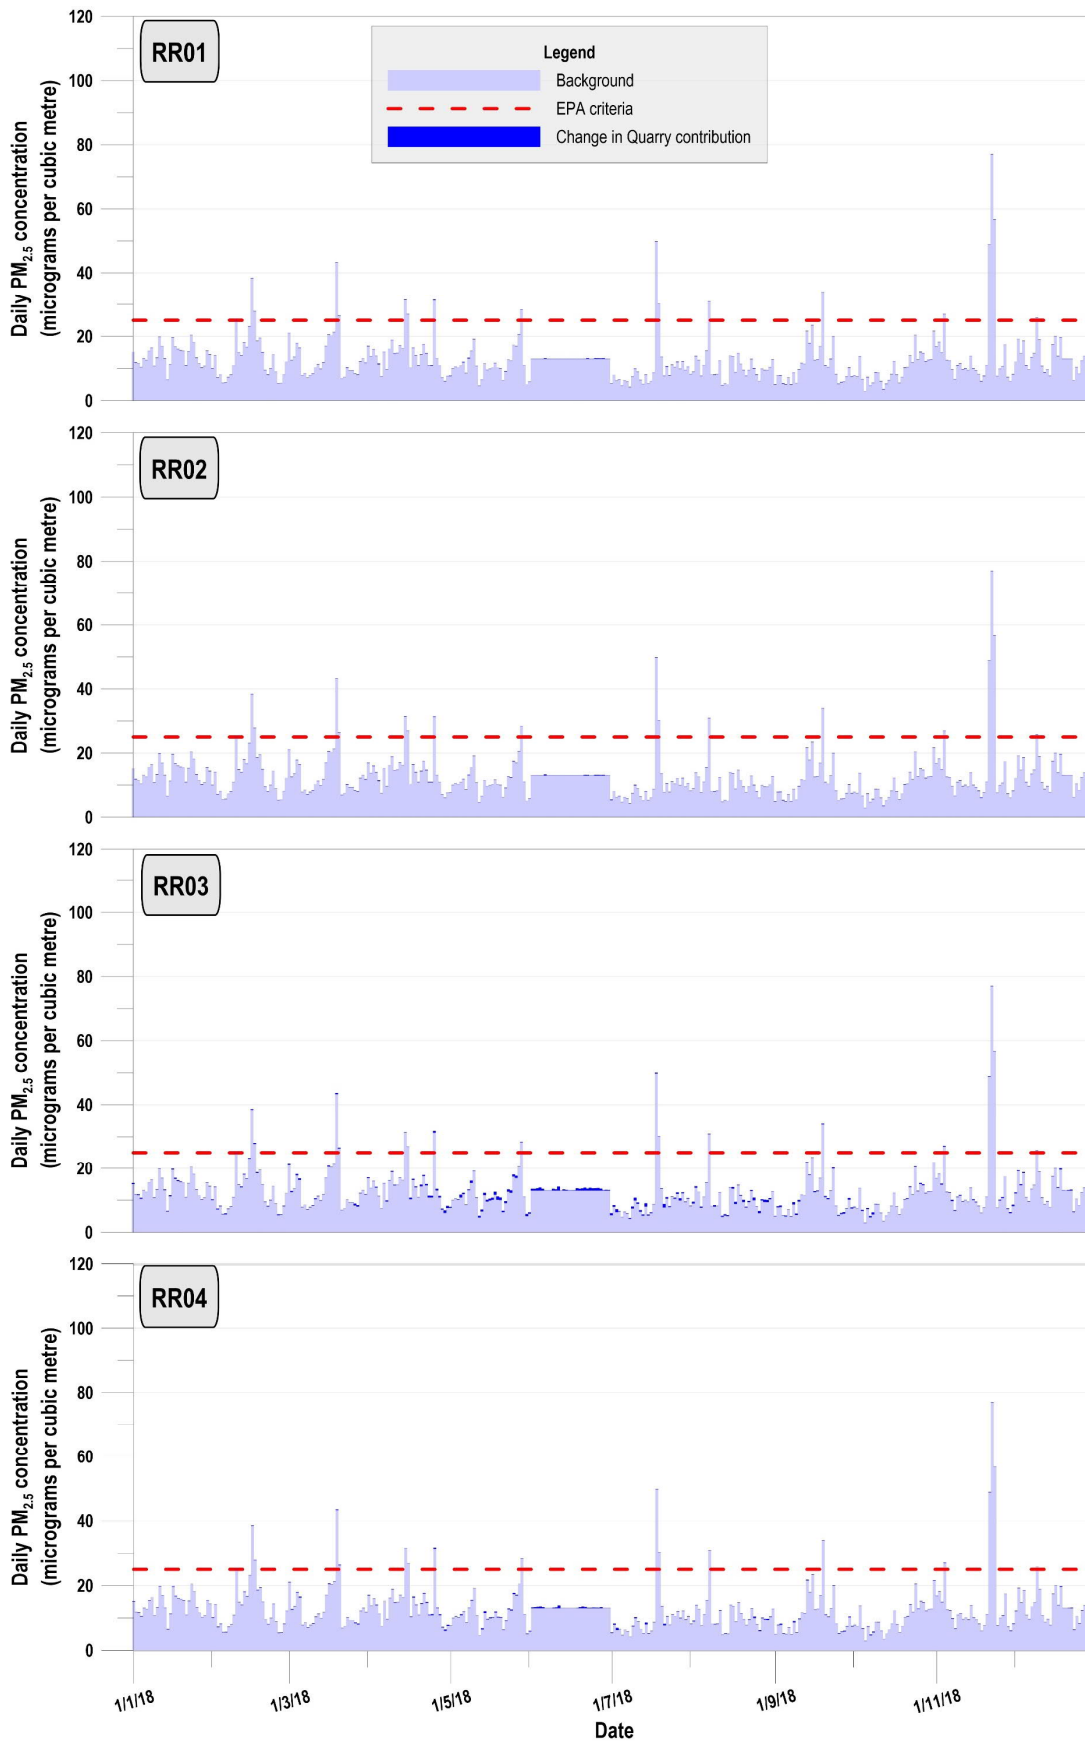 120
RR01
100
80
60
40
20
0
Daily PM2.5 concentration
(micrograms per cubic metre)
Legend
Background
EPA criteria
Change in Quarry contribution
120
RR02
100
80
60
40
20
0
Daily PM2.5 concentration
(micrograms per cubic metre)
120
RR03
100
80
60
40
20
0
Daily PM2.5 concentration
(micrograms per cubic metre)
120
RR04
100
80
60
40
20
0
Daily PM2.5 concentration
(micrograms per cubic metre)
1/1/18 1/3/18 1/5/18 1/7/18 1/9/18 1/11/18
Date